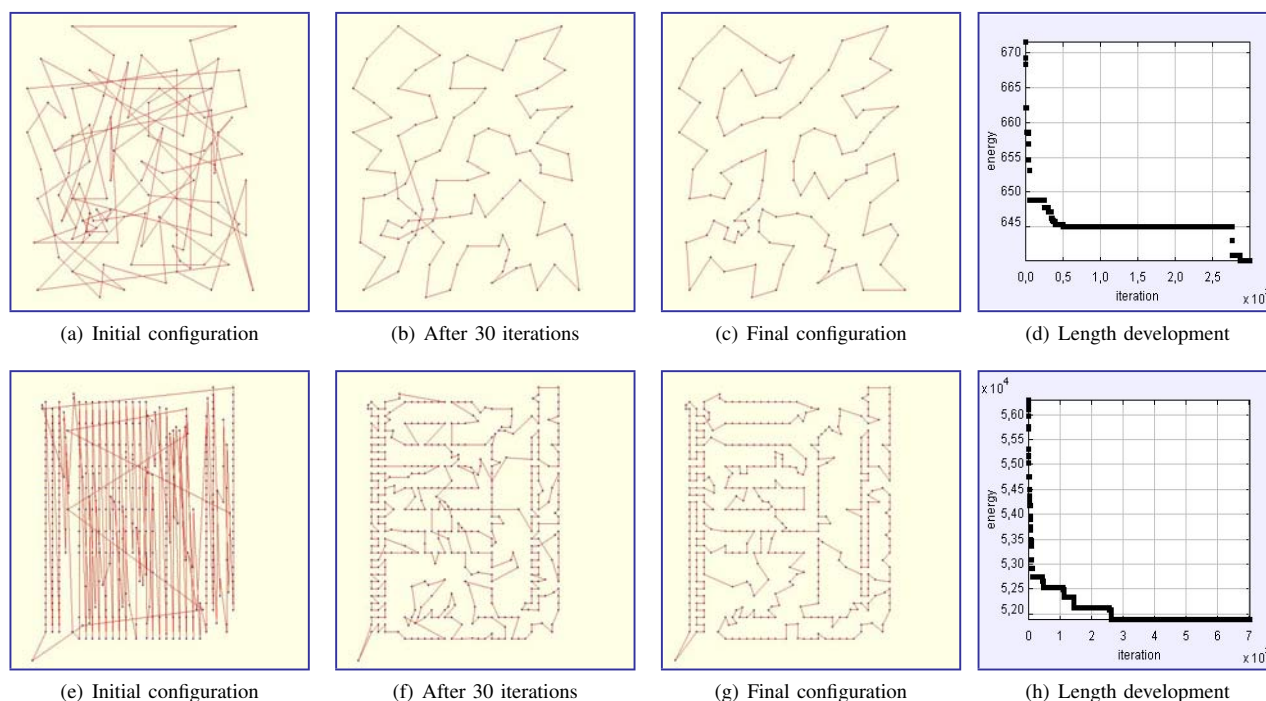 670
665
660
655
650
645
energy
0,0 0,5 1,0 1,5 2,0 2,5
iteration
x 10
(a) Initial configuration
(b) After 30 iterations
(c) Final configuration
(d) Length development
x 10 4
5,60
5,55
5,50
5,45
5,40
5,35
5,30
5,25
5,20
energy
0 1 2 3 4 5 6 7
iteration
x 10
(e) Initial configuration
(f) After 30 iterations
(g) Final configuration
(h) Length development